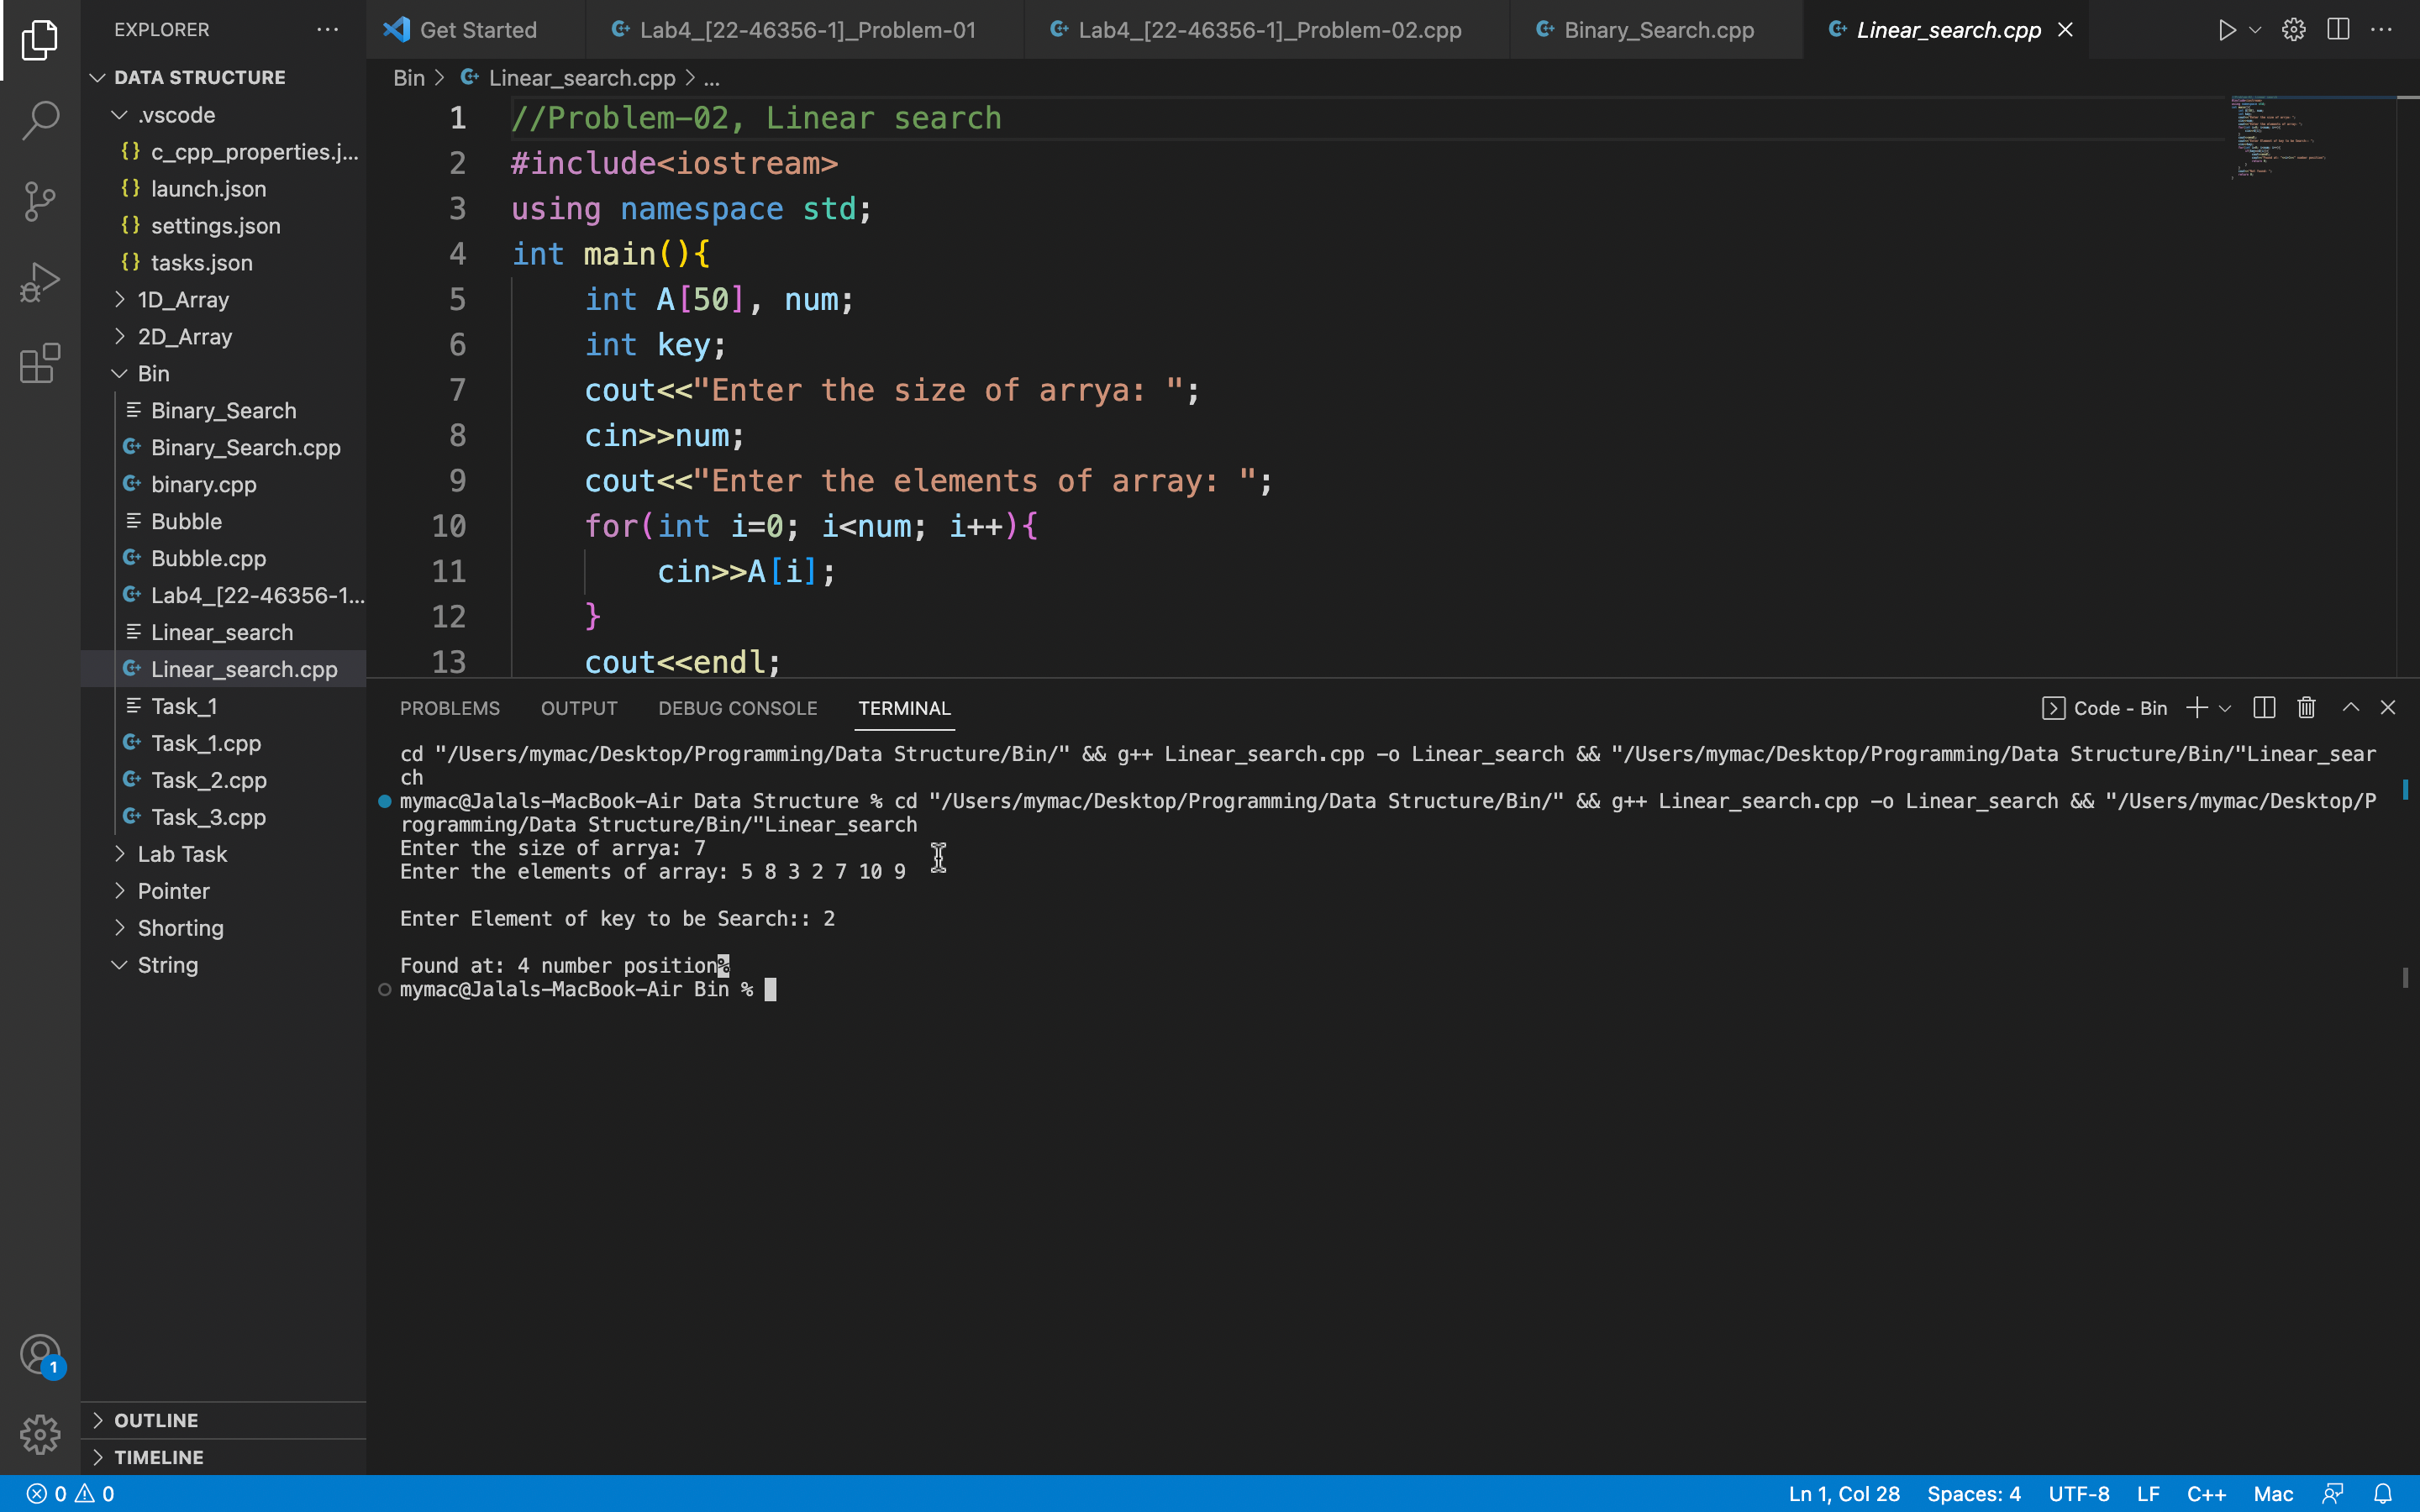 EXPLORER
DATA STRUCTURE
.vscode
{} c_cpp_properties.j...
{} launch.json
{} settings.json
{} tasks.json
1D_Array
2D_Array
Bin
Binary_Search
Binary_Search.cpp
binary.cpp
Bubble
Bubble.cpp
Lab4_[22-46356-1...
Linear_search
Linear_search.cpp
Task_1
Task_1.cpp
Task_2.cpp
Task_3.cpp
Lab Task
Pointer
Shorting
String
1
OUTLINE
TIMELINE
Get Started
Lab4_[22-46356-1]_Problem-01
Lab4_[22-46356-1]_Problem-02.cpp
Binary_Search.cpp
Linear_search.cpp
Bin > Linear_search.cpp > ...
1 //Problem-02, Linear search
2 #include<iostream>
3 using namespace std;
4 int main(){
5 int A[50], num;
6 int key;
7 cout<<"Enter the size of arrya: ";
8 cin>>num;
9 cout<<"Enter the elements of array: ";
10 for(int i=0; i<num; i++){
11 cin>>A[i];
12 }
13 cout<<endl;
PROBLEMS OUTPUT DEBUG CONSOLE TERMINAL
Code - Bin
cd "/Users/mymac/Desktop/Programming/Data Structure/Bin/" && g++ Linear_search.cpp -o Linear_search && "/Users/mymac/Desktop/Programming/Data Structure/Bin/"Linear_sear
ch
mymac@Jalals-MacBook-Air Data Structure % cd "/Users/mymac/Desktop/Programming/Data Structure/Bin/" && g++ Linear_search.cpp -o Linear_search && "/Users/mymac/Desktop/P
rogramming/Data Structure/Bin/"Linear_search
Enter the size of arrya: 7
Enter the elements of array: 5 8 3 2 7 10 9
Enter Element of key to be Search:: 2
Found at: 4 number position%
mymac@Jalals-MacBook-Air Bin %
0 0
Ln 1, Col 28 Spaces: 4 UTF-8 LF C++ Mac